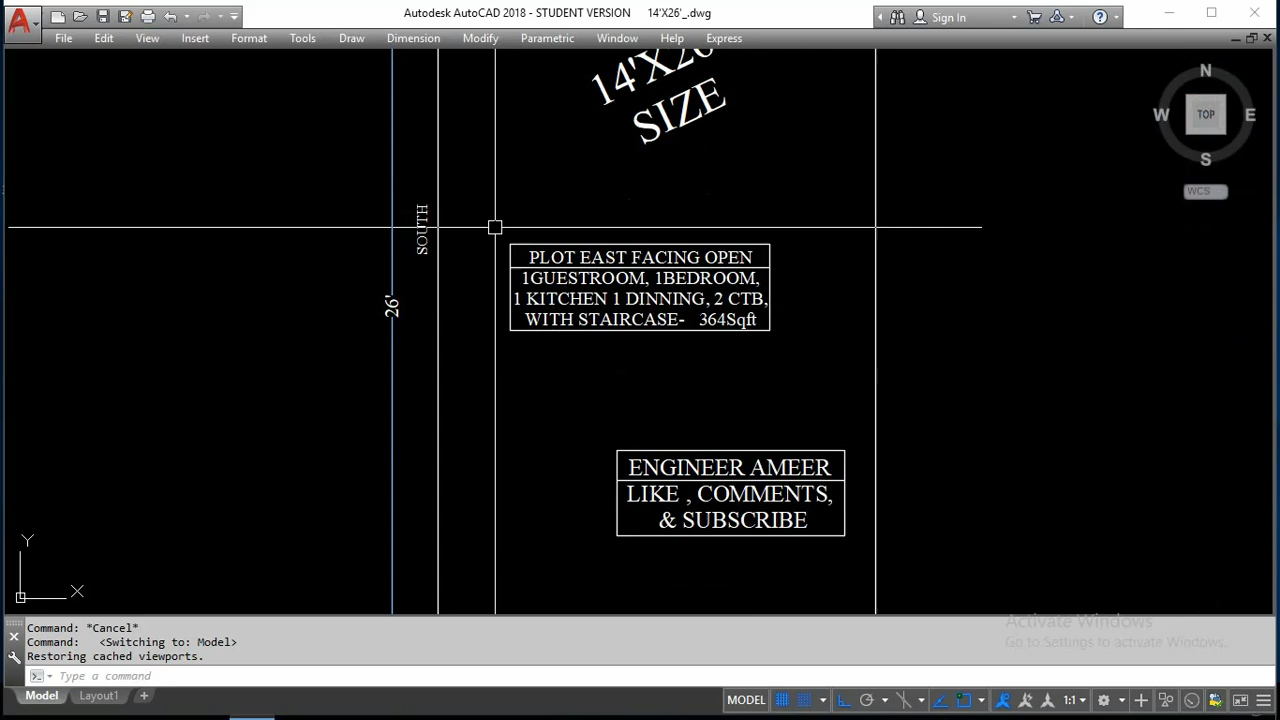 Autodesk AutoCAD 2018 - STUDENT VERSION 14'X26'_.dwg
Sign In
File Edit View Insert Format Tools Draw Dimension Modify Parametric Window Help Express
14'X26'
SIZE
N
W TOP E
S
WCS
SOUTH
26'
PLOT EAST FACING OPEN
1GUESTROOM, 1BEDROOM,
1 KITCHEN 1 DINNING, 2 CTB,
WITH STAIRCASE- 364Sqft
ENGINEER AMEER
LIKE , COMMENTS,
& SUBSCRIBE
Y
X
Activate Windows
Go to Settings to activate Windows.
Command: *Cancel*
Command: <Switching to: Model>
Restoring cached viewports.
Type a command
Model Layout1
MODEL 1:1